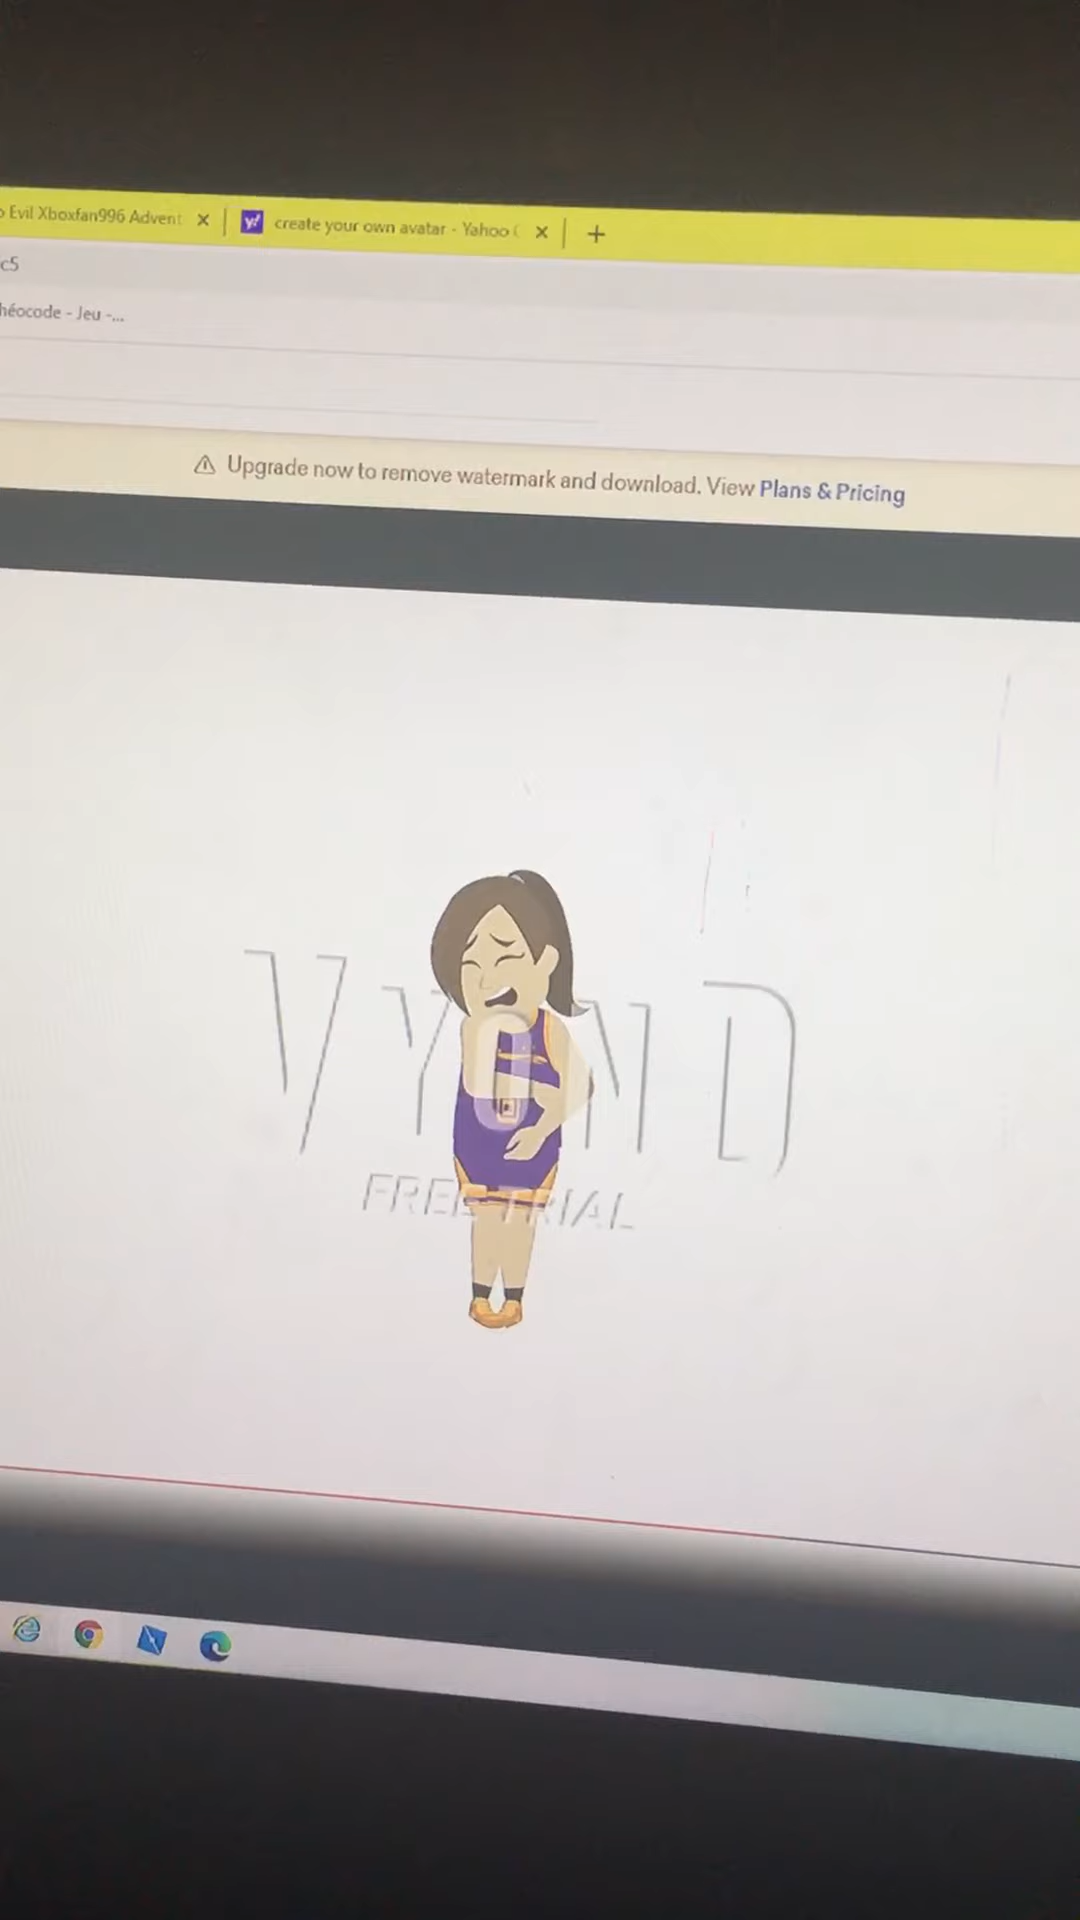 Evil Xboxfan996 Advent
create your own avatar - Yahoo
c5
héocode - Jeu -...
Upgrade now to remove watermark and download. View Plans & Pricing
VYOND
FREE TRIAL